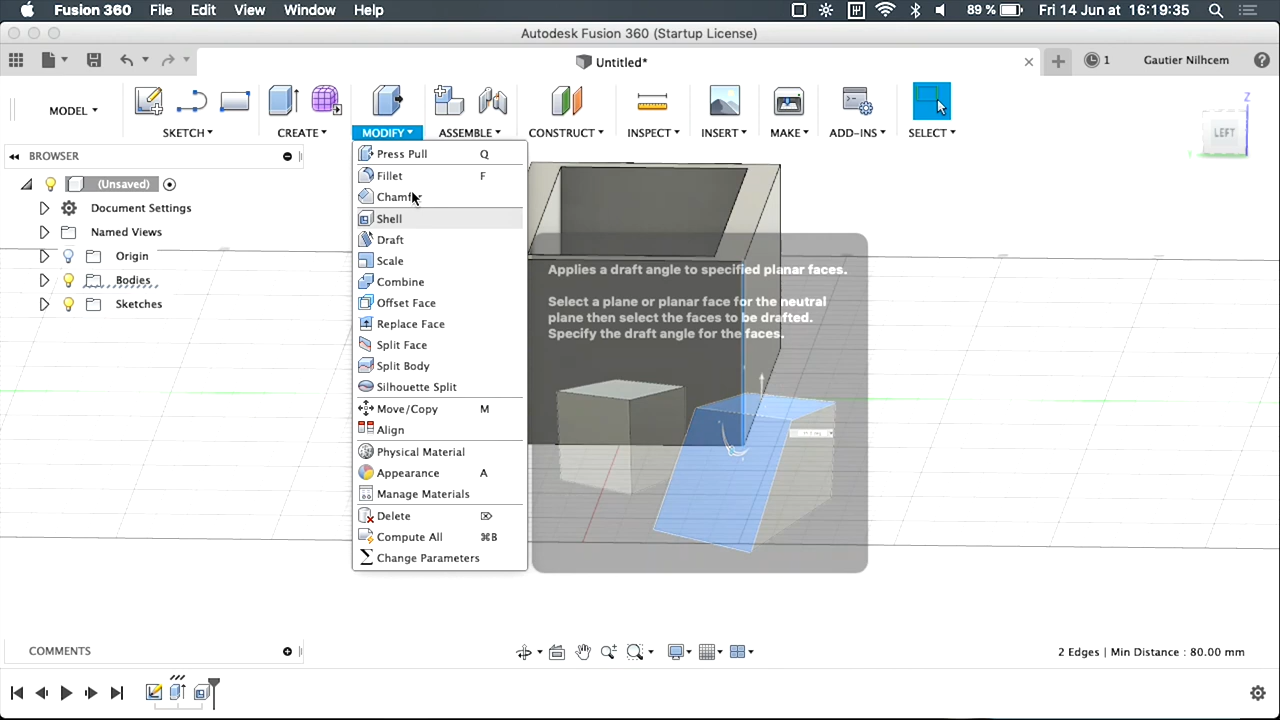 Fusion 360 File Edit View Window Help 89 % Fri 14 Jun at 16:19:35
Autodesk Fusion 360 (Startup License)
Untitled* 1 Gautier Nilhcem
MODEL SKETCH CREATE MODIFY ASSEMBLE CONSTRUCT INSPECT INSERT MAKE ADD-INS SELECT
BROWSER
(Unsaved)
Document Settings
Named Views
Origin
Bodies
Sketches
Press Pull Q
Fillet F
Shell
Draft
Scale
Combine
Offset Face
Replace Face
Split Face
Split Body
Silhouette Split
Move/Copy M
Align
Physical Material
Appearance A
Manage Materials
Delete ⌦
Compute All ⌘B
Change Parameters
Applies a draft angle to specified planar faces.
Select a plane or planar face for the neutral
plane then select the faces to be drafted.
Specify the draft angle for the faces.
Z
LEFT
COMMENTS
2 Edges | Min Distance : 80.00 mm